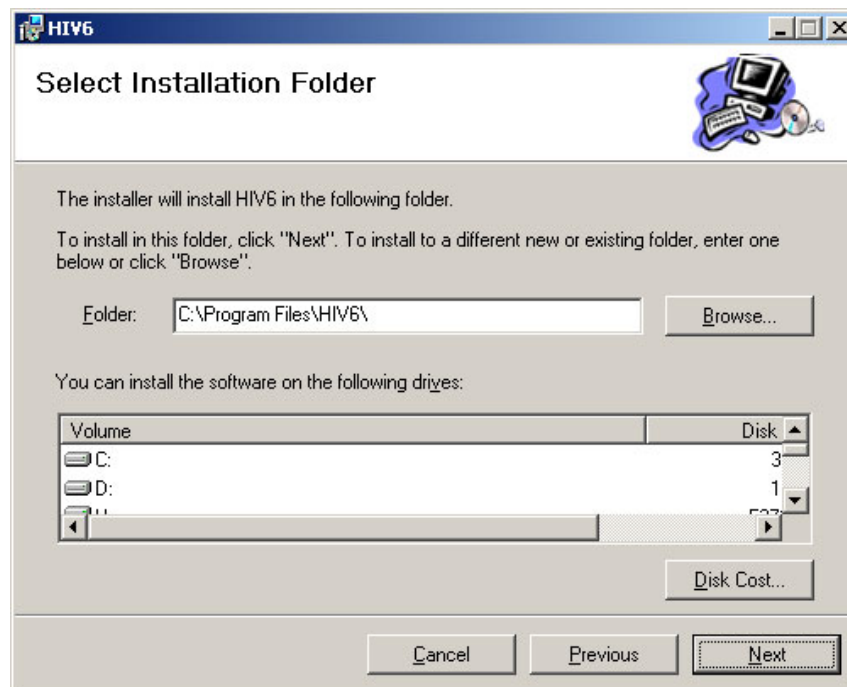 HIV6
Select Installation Folder
The installer will install HIV6 in the following folder.
To install in this folder, click "Next". To install to a different new or existing folder, enter one
below or click "Browse".
Folder: C:\Program Files\HIV6\ Browse...
You can install the software on the following drives:
Volume Disk
C: 3
D: 1
Disk Cost...
Cancel Previous Next